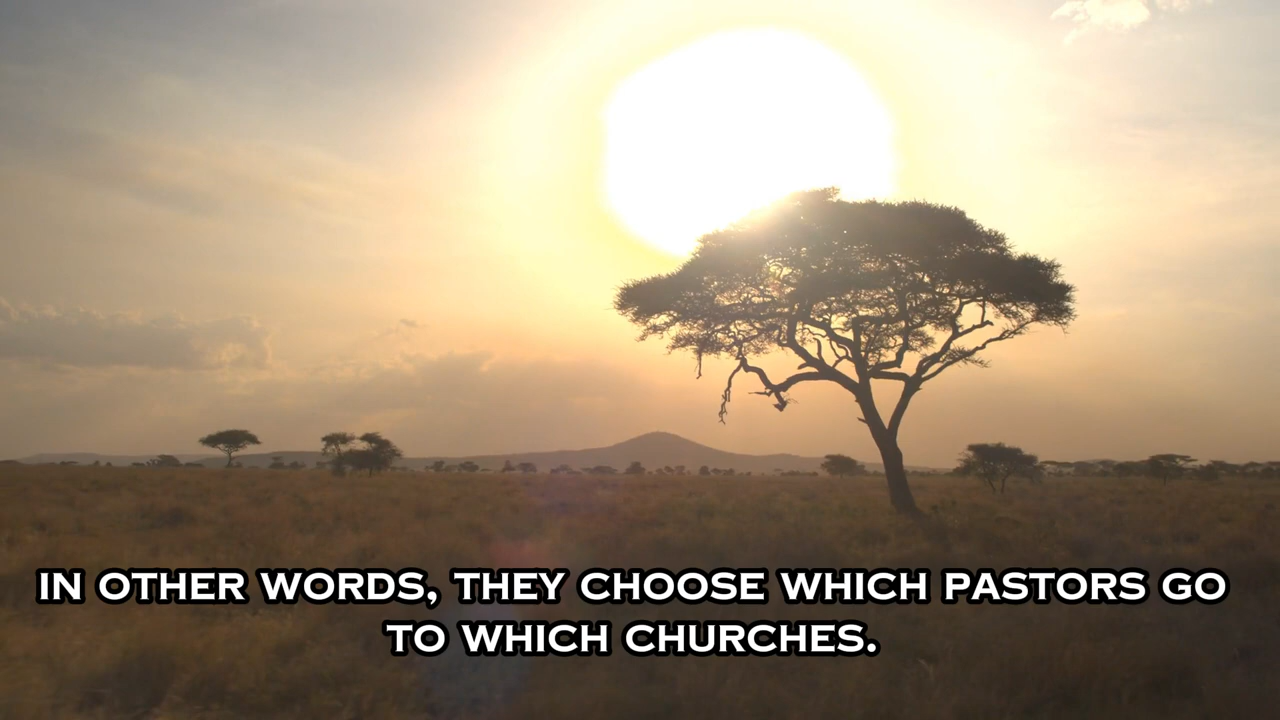 IN OTHER WORDS, THEY CHOOSE WHICH PASTORS GO
TO WHICH CHURCHES.